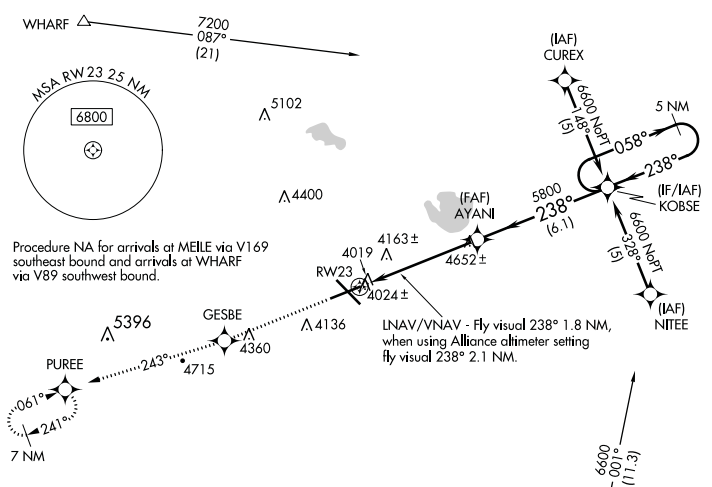 WHARF
7200
087°
(21)
MSA RW23 25 NM
6800
5102
4400
(IAF)
CUREX
6600 NoPT
148°
(5)
5 NM
058°
238°
(IF/IAF)
KOBSE
5800
238°
(6.1)
(FAF)
AYANI
4652±
6600 NoPT
328°
(5)
(IAF)
NITEE
Procedure NA for arrivals at MEILE via V169
southeast bound and arrivals at WHARF
via V89 southwest bound.
4163±
4019
RW23
4024±
4136
LNAV/VNAV - Fly visual 238° 1.8 NM,
when using Alliance altimeter setting
fly visual 238° 2.1 NM.
GESBE
5396
4360
243°
4715
PUREE
061°
241°
7 NM
6600
001°
(11.3)